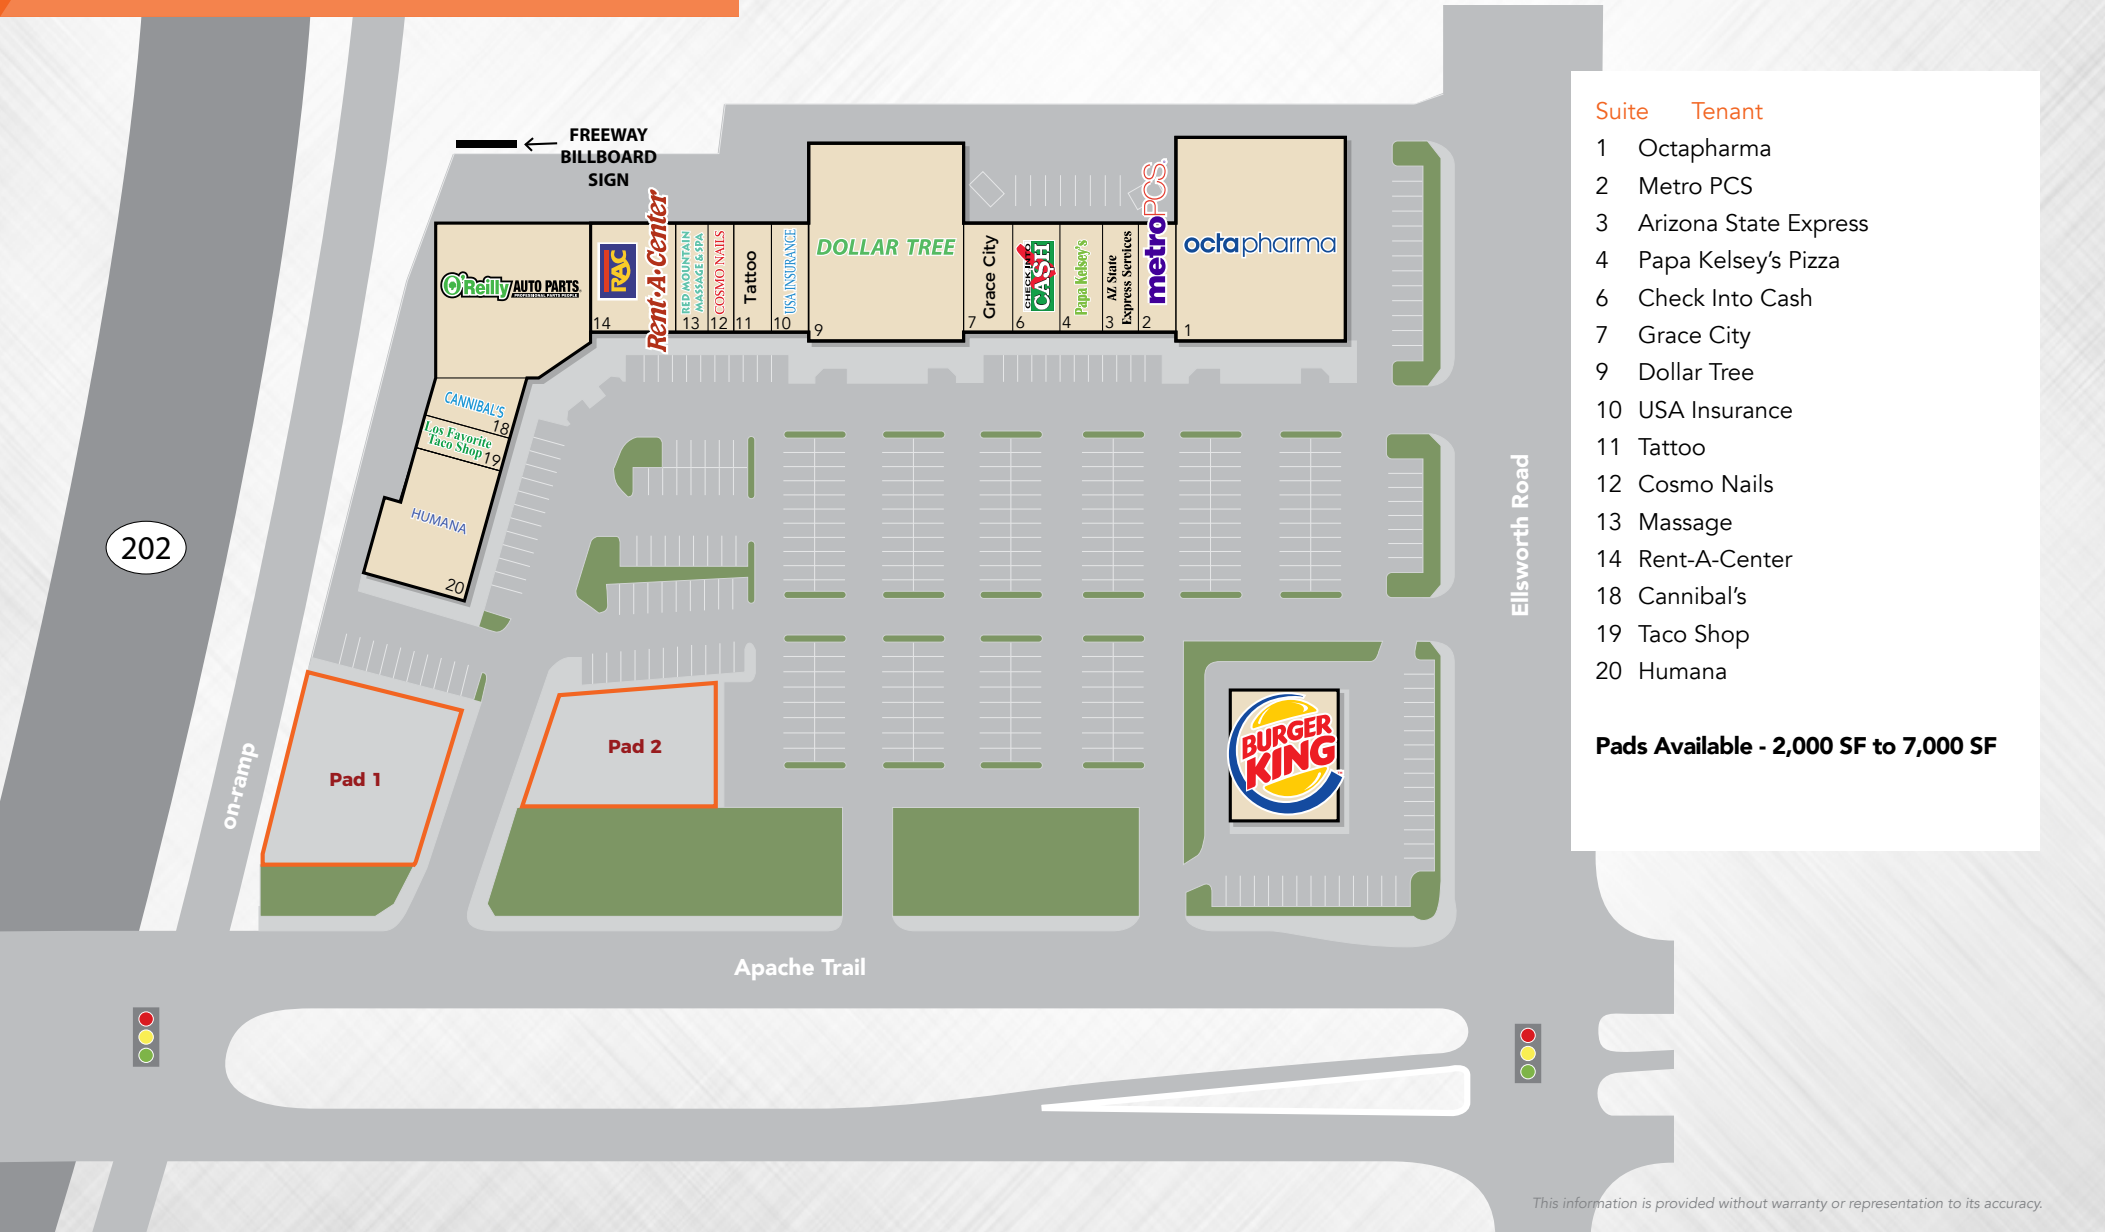 FREEWAY
BILLBOARD
SIGN
O'Reilly AUTO PARTS
PROFESSIONAL PARTS PEOPLE
RAC
Rent-A-Center
14
RED MOUNTAIN
MASSAGE & SPA
13
COSMO NAILS
12
Tattoo
11
USA INSURANCE
10
DOLLAR TREE
9
Grace City
7
CHECK INTO
CASH
6
Papa Kelsey's
4
AZ State
Express Services
3
metroPCS.
2
octapharma
1
CANNIBAL'S
18
Los Favorite
Taco Shop
19
HUMANA
20
202
on-ramp
Pad 1
Pad 2
BURGER
KING
Ellsworth Road
Apache Trail
Suite Tenant
1 Octapharma
2 Metro PCS
3 Arizona State Express
4 Papa Kelsey's Pizza
6 Check Into Cash
7 Grace City
9 Dollar Tree
10 USA Insurance
11 Tattoo
12 Cosmo Nails
13 Massage
14 Rent-A-Center
18 Cannibal's
19 Taco Shop
20 Humana
Pads Available - 2,000 SF to 7,000 SF
This information is provided without warranty or representation to its accuracy.